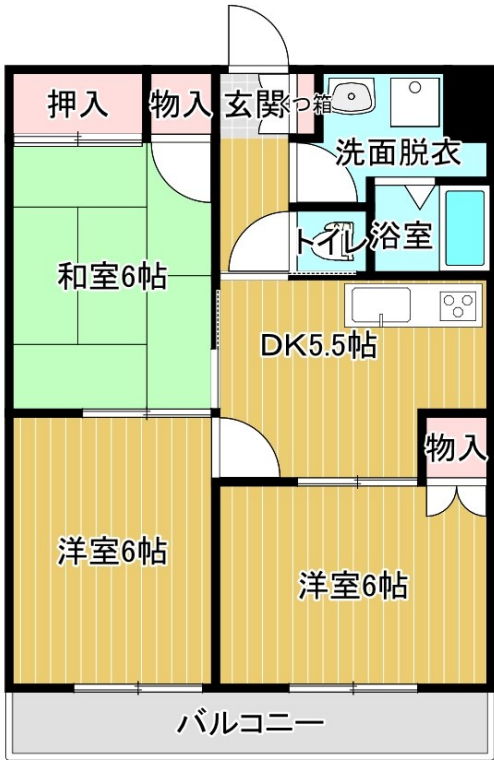 押入
物入
玄関
くつ箱
洗面脱衣
トイレ
浴室
和室6帖
DK5.5帖
物入
洋室6帖
洋室6帖
バルコニー